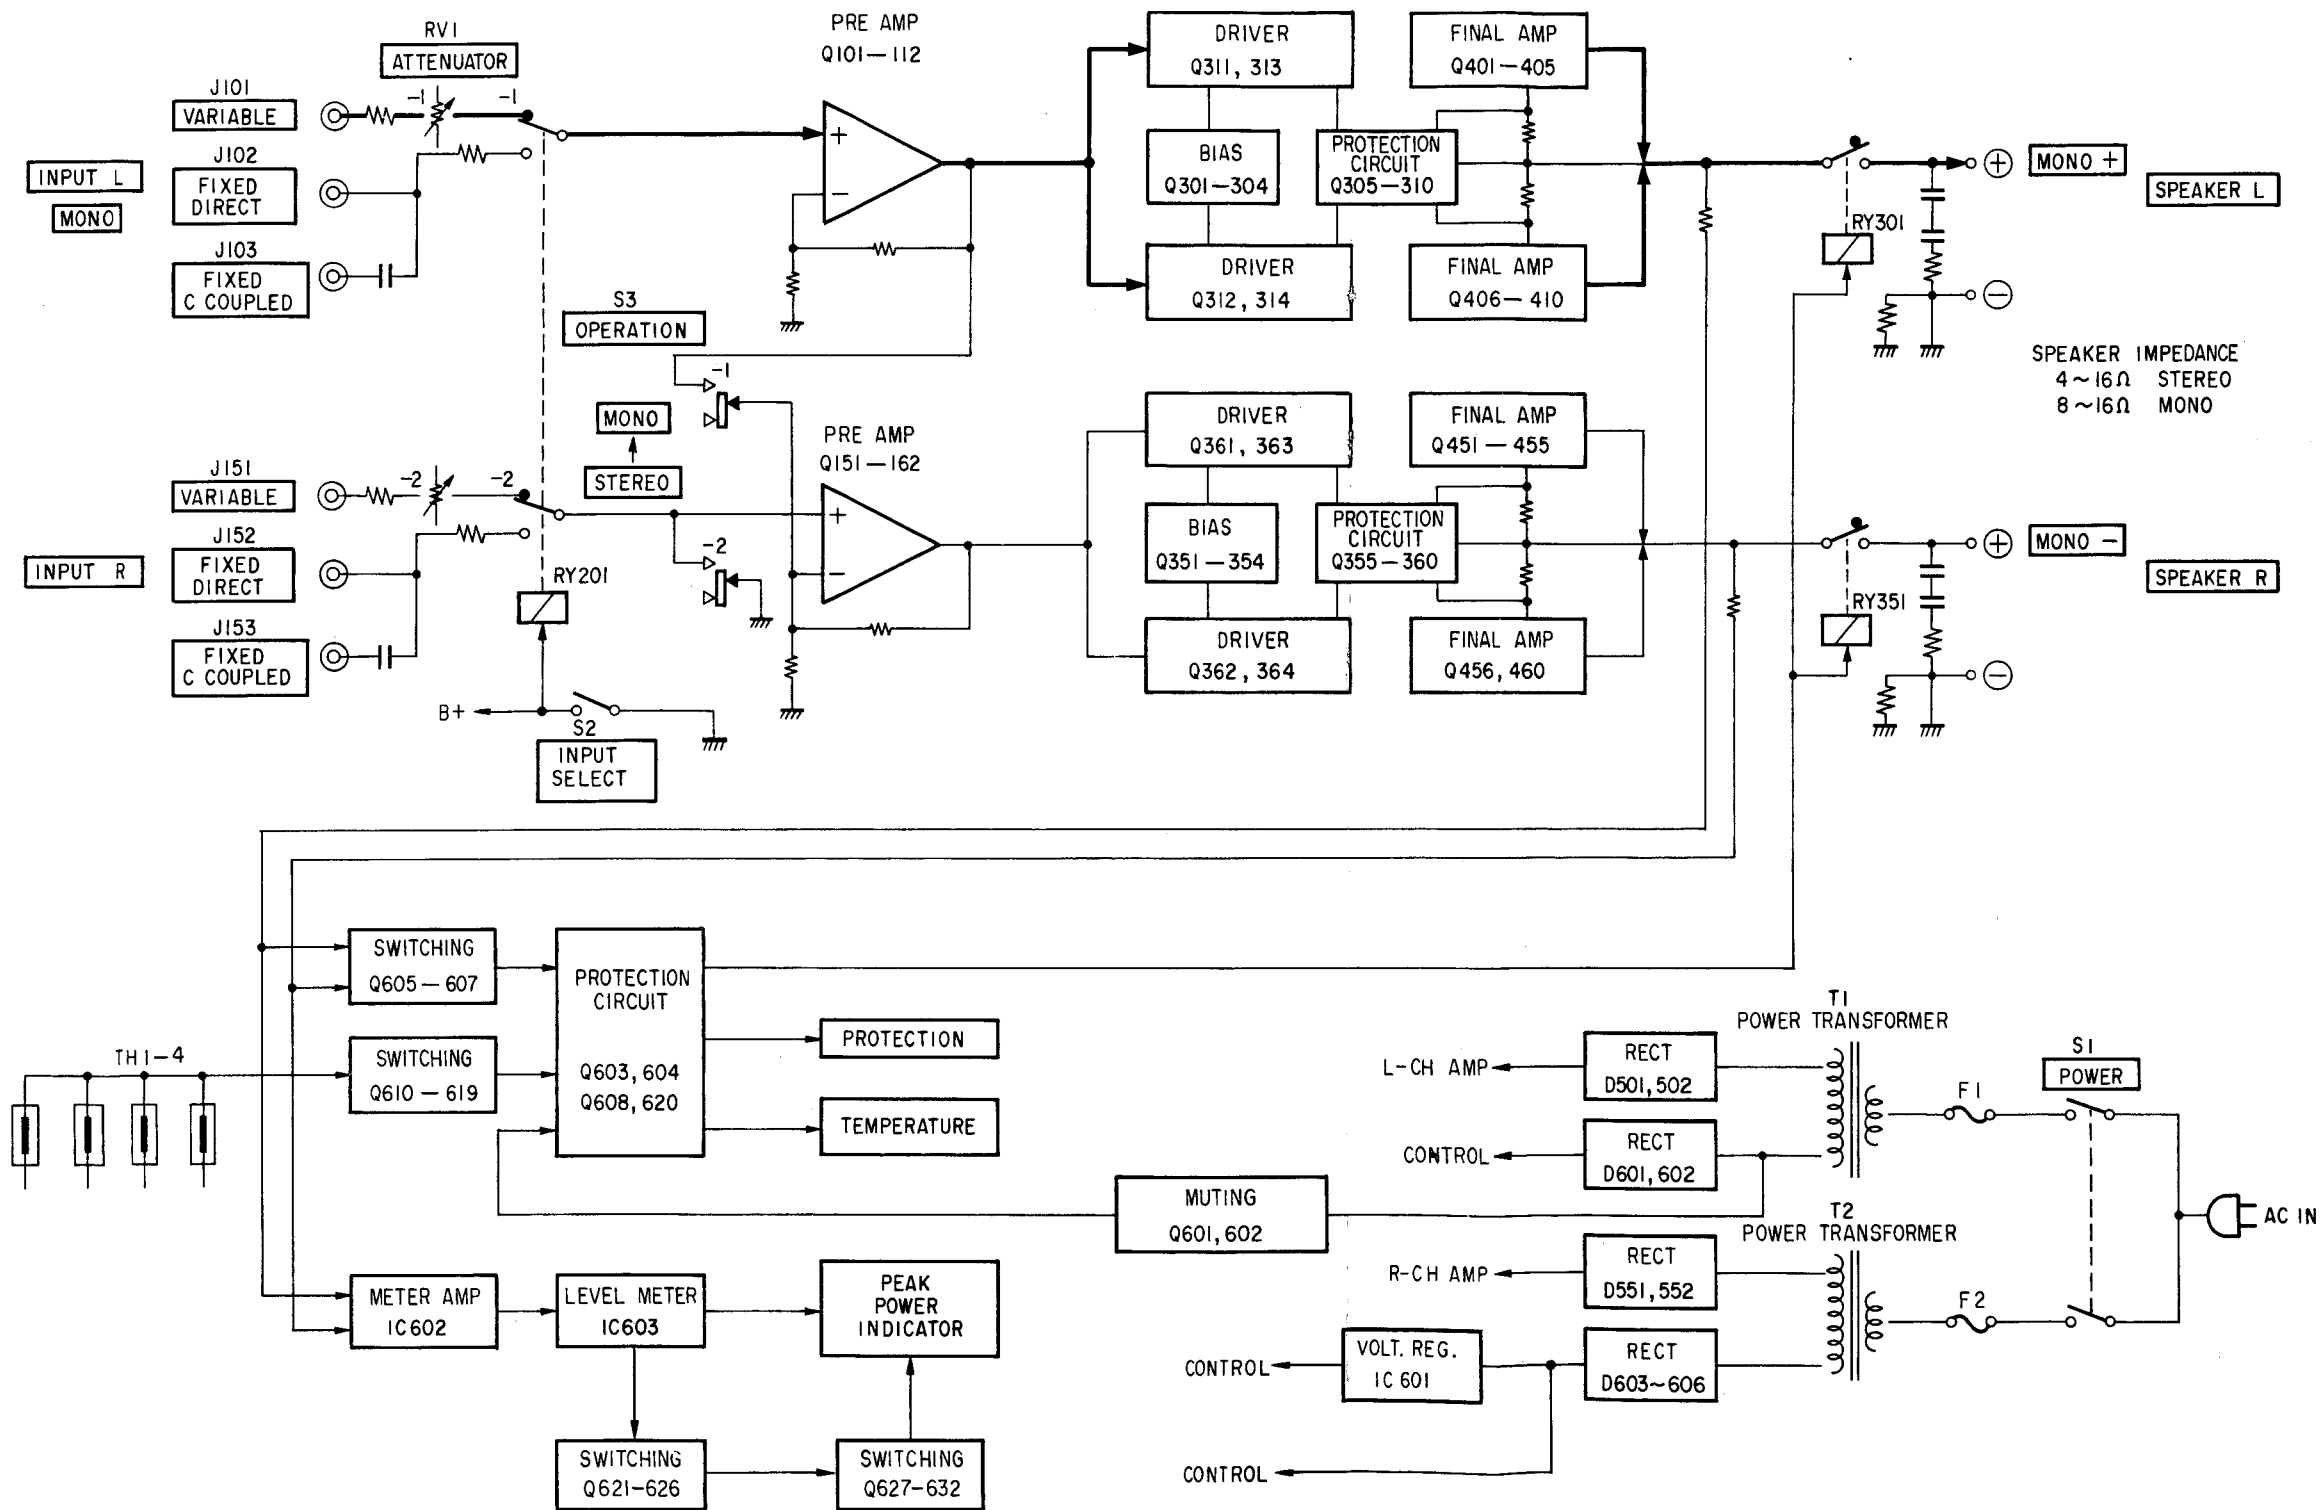 RV1
ATTENUATOR
PRE AMP
Q101—112
DRIVER
Q311, 313
FINAL AMP
Q401—405
J101
VARIABLE
-1
-1
J102
FIXED
DIRECT
INPUT L
MONO
J103
FIXED
C COUPLED
+
−
BIAS
Q301—304
PROTECTION
CIRCUIT
Q305—310
DRIVER
Q312, 314
FINAL AMP
Q406—410
RY301
+
MONO +
SPEAKER L
−
SPEAKER IMPEDANCE
4~16Ω STEREO
8~16Ω MONO
S3
OPERATION
-1
MONO
STEREO
-2
PRE AMP
Q151—162
+
−
J151
VARIABLE
-2
-2
J152
FIXED
DIRECT
INPUT R
J153
FIXED
C COUPLED
RY201
B+
S2
INPUT
SELECT
DRIVER
Q361, 363
FINAL AMP
Q451—455
BIAS
Q351—354
PROTECTION
CIRCUIT
Q355—360
DRIVER
Q362, 364
FINAL AMP
Q456, 460
RY351
+
MONO −
SPEAKER R
−
SWITCHING
Q605—607
PROTECTION
CIRCUIT
Q603, 604
Q608, 620
TH1-4
SWITCHING
Q610—619
PROTECTION
TEMPERATURE
MUTING
Q601, 602
METER AMP
IC602
LEVEL METER
IC603
PEAK
POWER
INDICATOR
SWITCHING
Q621-626
SWITCHING
Q627-632
T1
POWER TRANSFORMER
L-CH AMP
RECT
D501, 502
CONTROL
RECT
D601, 602
F1
S1
POWER
T2
POWER TRANSFORMER
R-CH AMP
RECT
D551, 552
F2
AC IN
CONTROL
VOLT. REG.
IC601
RECT
D603~606
CONTROL